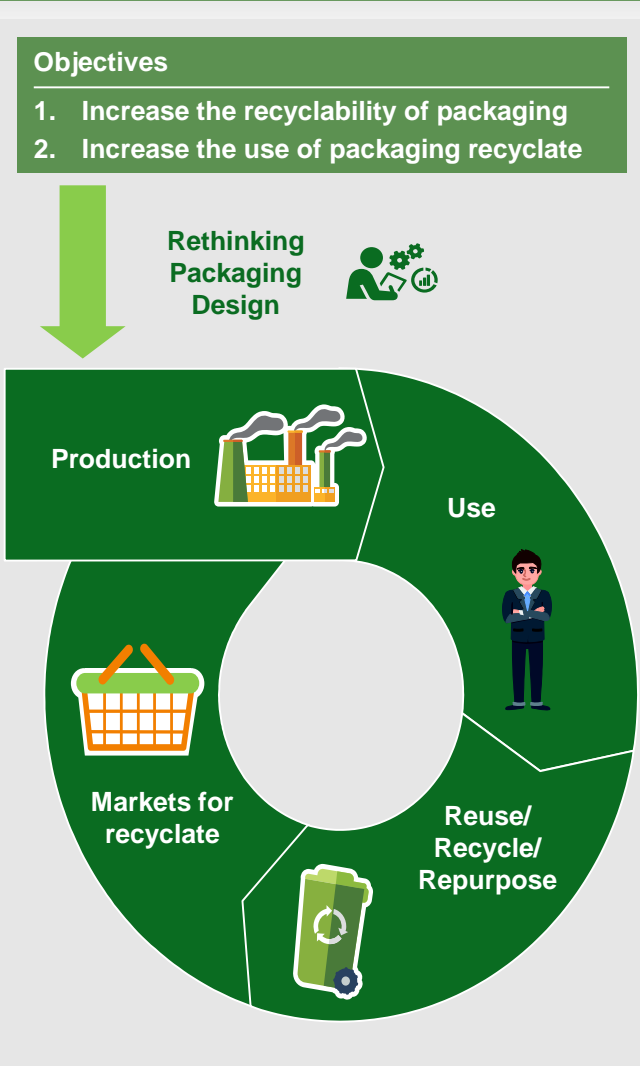 Objectives
1. Increase the recyclability of packaging
2. Increase the use of packaging recyclate
Rethinking
Packaging
Design
Production
Use
Reuse/
Recycle/
Repurpose
Markets for
recyclate